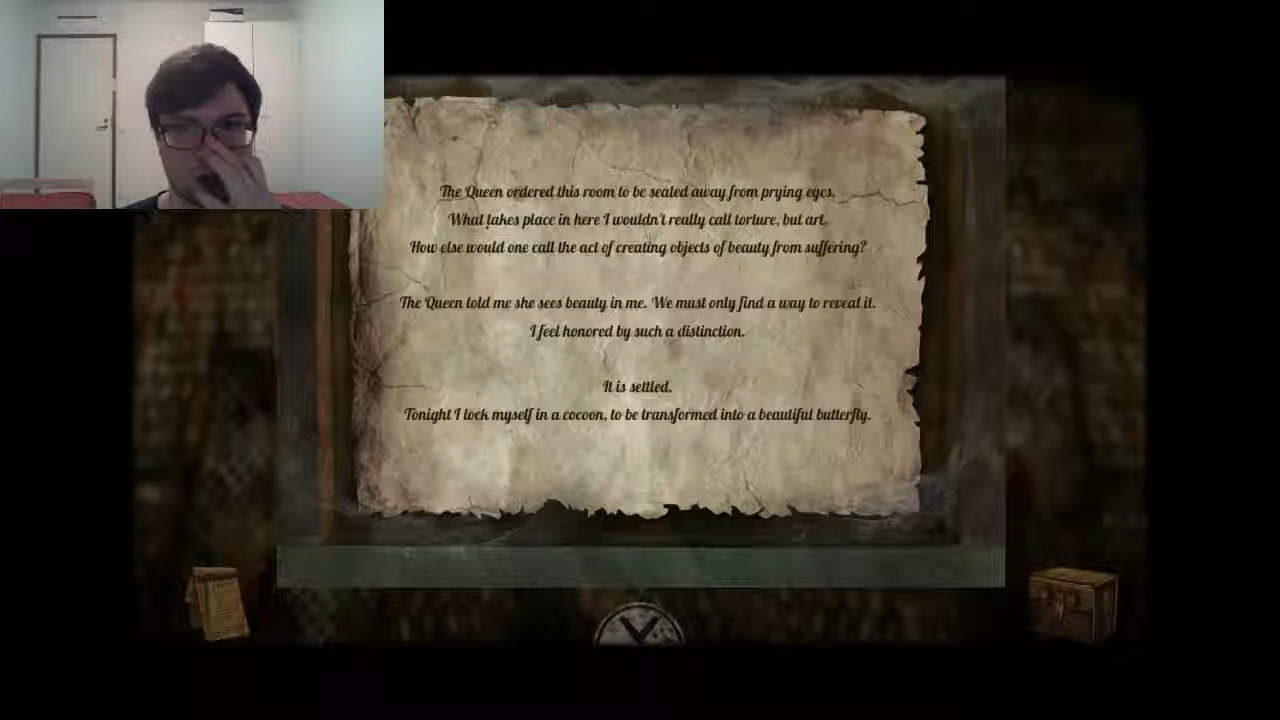 The Queen ordered this room to be sealed away from prying eyes.
What takes place in here I wouldn't really call torture, but art.
How else would one call the act of creating objects of beauty from suffering?
The Queen told me she sees beauty in me. We must only find a way to reveal it.
I feel honored by such a distinction.
It is settled.
Tonight I lock myself in a cocoon, to be transformed into a beautiful butterfly.